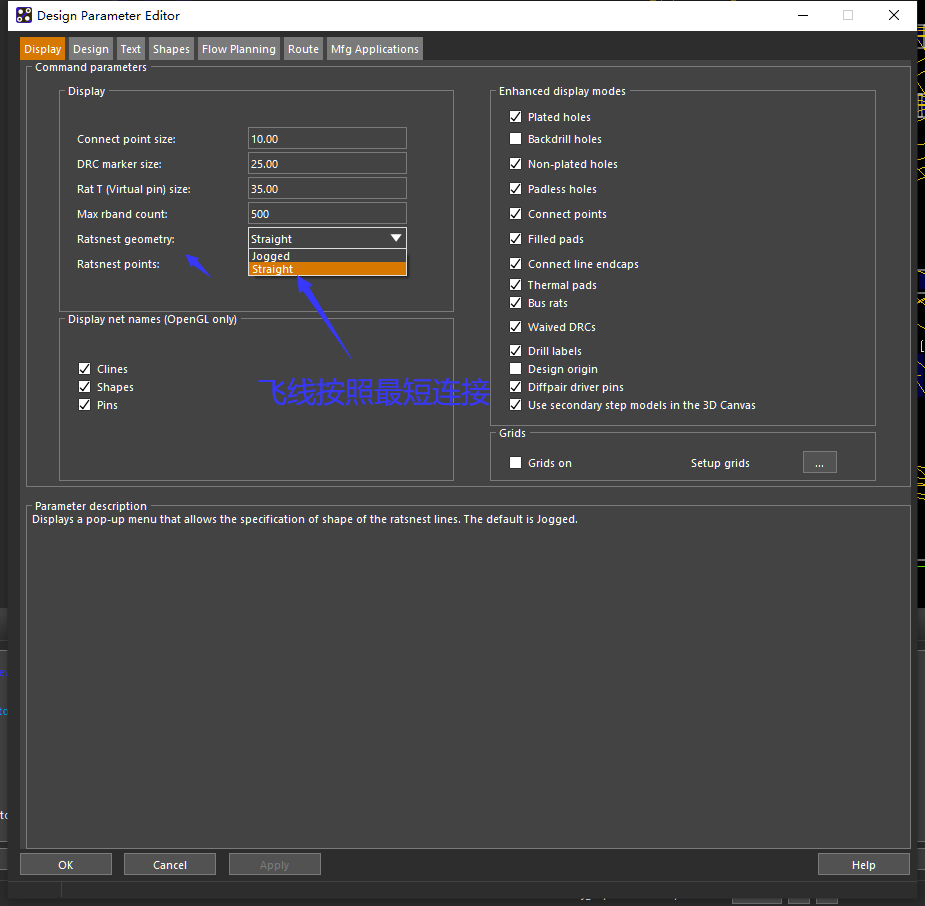 Design Parameter Editor
Display Design Text Shapes Flow Planning Route Mfg Applications
Command parameters
Display
Connect point size: 10.00
DRC marker size: 25.00
Rat T (Virtual pin) size: 35.00
Max rband count: 500
Ratsnest geometry: Straight
Jogged
Ratsnest points: Straight
Display net names (OpenGL only)
Clines
Shapes
Pins
飞线按照最短连接
Enhanced display modes
Plated holes
Backdrill holes
Non-plated holes
Padless holes
Connect points
Filled pads
Connect line endcaps
Thermal pads
Bus rats
Waived DRCs
Drill labels
Design origin
Diffpair driver pins
Use secondary step models in the 3D Canvas
Grids
Grids on Setup grids ...
Parameter description
Displays a pop-up menu that allows the specification of shape of the ratsnest lines. The default is Jogged.
OK Cancel Apply Help